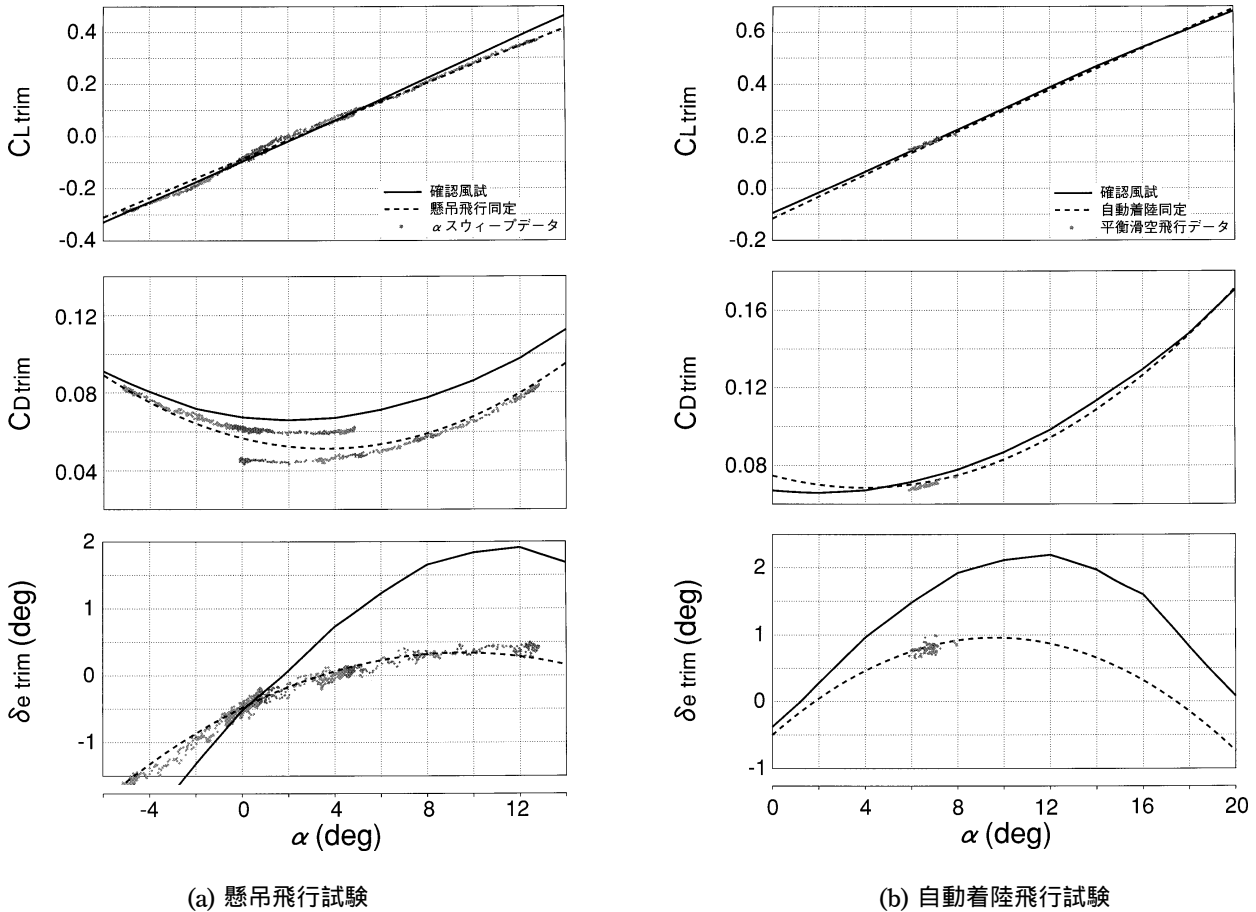 0.4
0.2
0.0
-0.2
-0.4
CL trim
確認風試
懸吊飛行同定
αスウィープデータ
0.12
0.08
0.04
CD trim
2
1
0
-1
δe trim (deg)
-4
0
4
8
12
α (deg)
(a) 懸吊飛行試験
0.6
0.4
0.2
0.0
-0.2
CL trim
確認風試
自動着陸同定
平衡滑空飛行データ
0.16
0.12
0.08
CD trim
2
1
0
-1
δe trim (deg)
0
4
8
12
16
20
α (deg)
(b) 自動着陸飛行試験